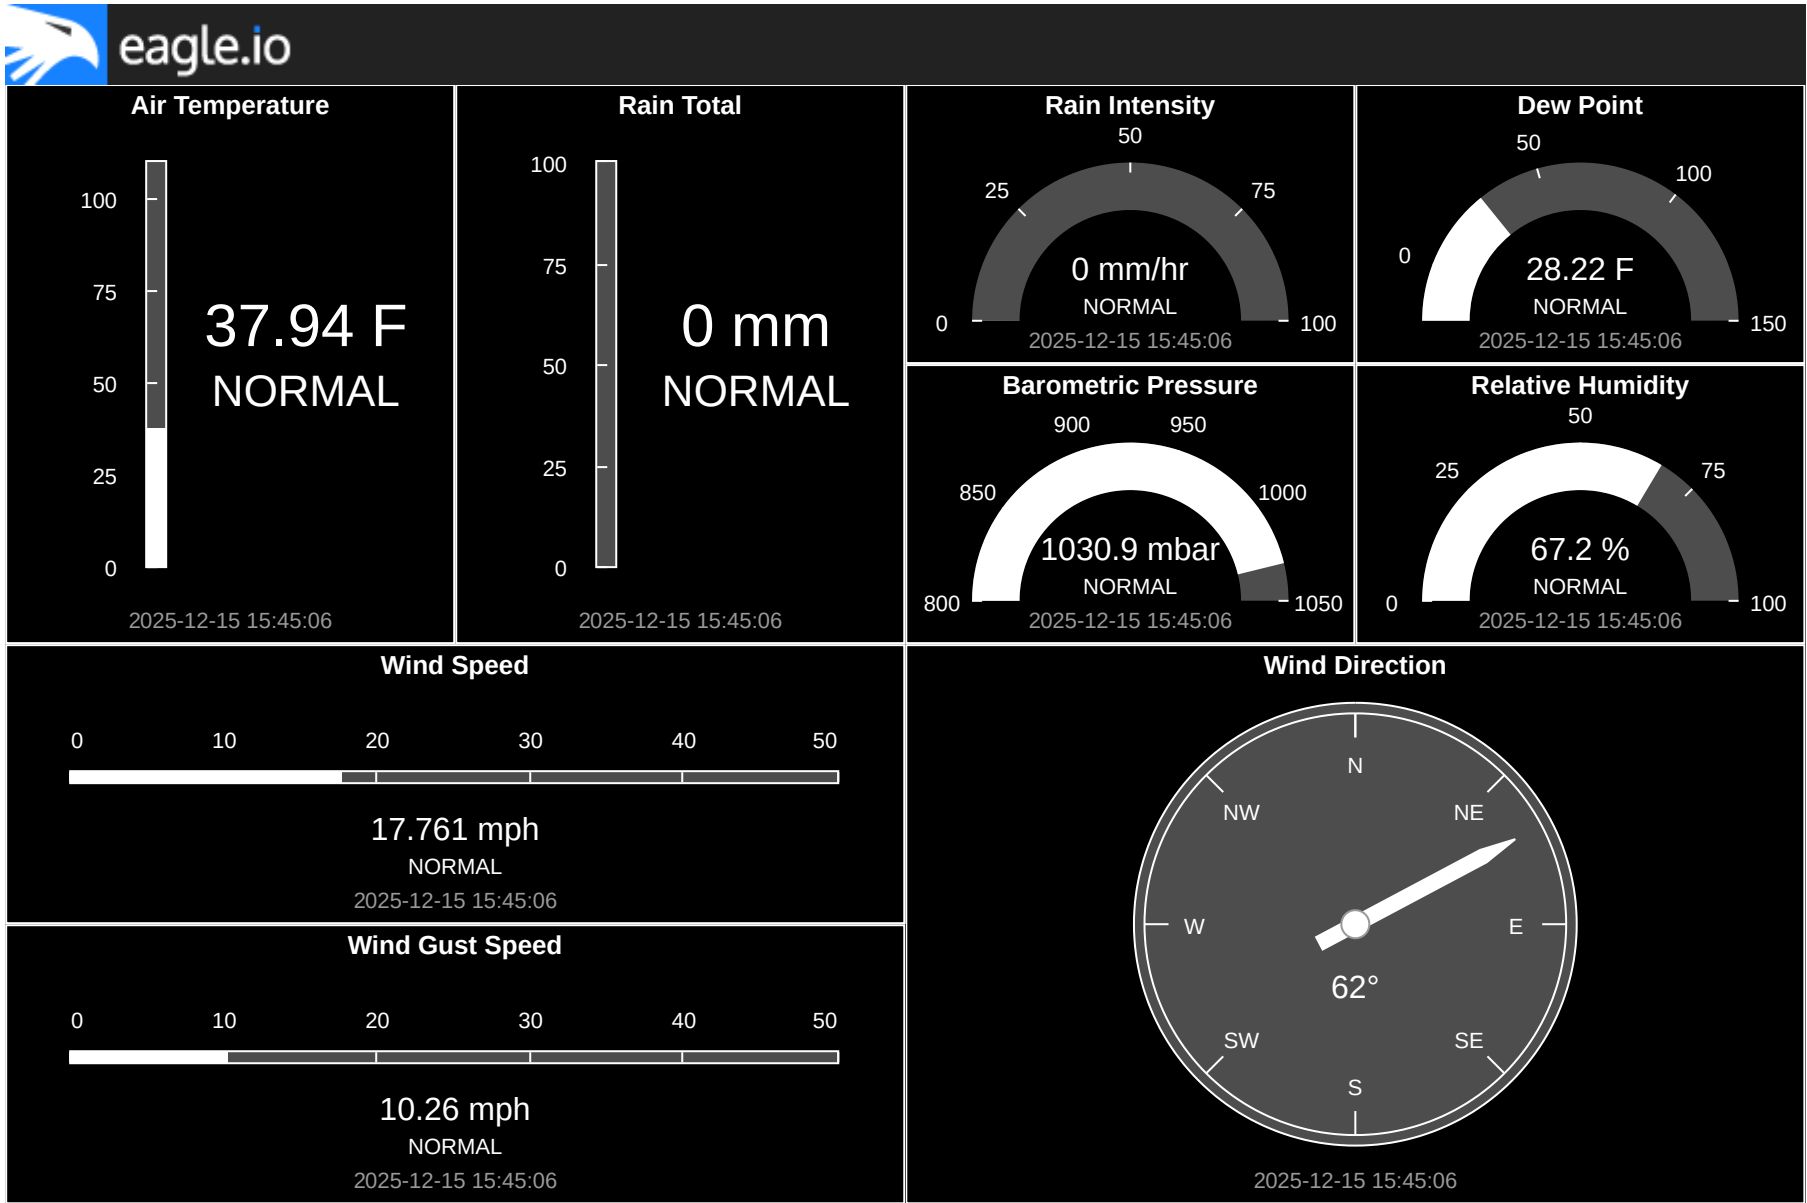 eagle.io
Air Temperature
100
75
50
25
0
37.94 F
NORMAL
2025-12-15 15:45:06
Rain Total
100
75
50
25
0
0 mm
NORMAL
2025-12-15 15:45:06
Rain Intensity
50
25
75
0
100
0 mm/hr
NORMAL
2025-12-15 15:45:06
Dew Point
50
100
0
150
28.22 F
NORMAL
2025-12-15 15:45:06
Barometric Pressure
900
950
850
1000
800
1050
1030.9 mbar
NORMAL
2025-12-15 15:45:06
Relative Humidity
50
25
75
0
100
67.2 %
NORMAL
2025-12-15 15:45:06
Wind Speed
0 10 20 30 40 50
17.761 mph
NORMAL
2025-12-15 15:45:06
Wind Gust Speed
0 10 20 30 40 50
10.26 mph
NORMAL
2025-12-15 15:45:06
Wind Direction
N
NW
NE
W
E
62°
SW
SE
S
2025-12-15 15:45:06